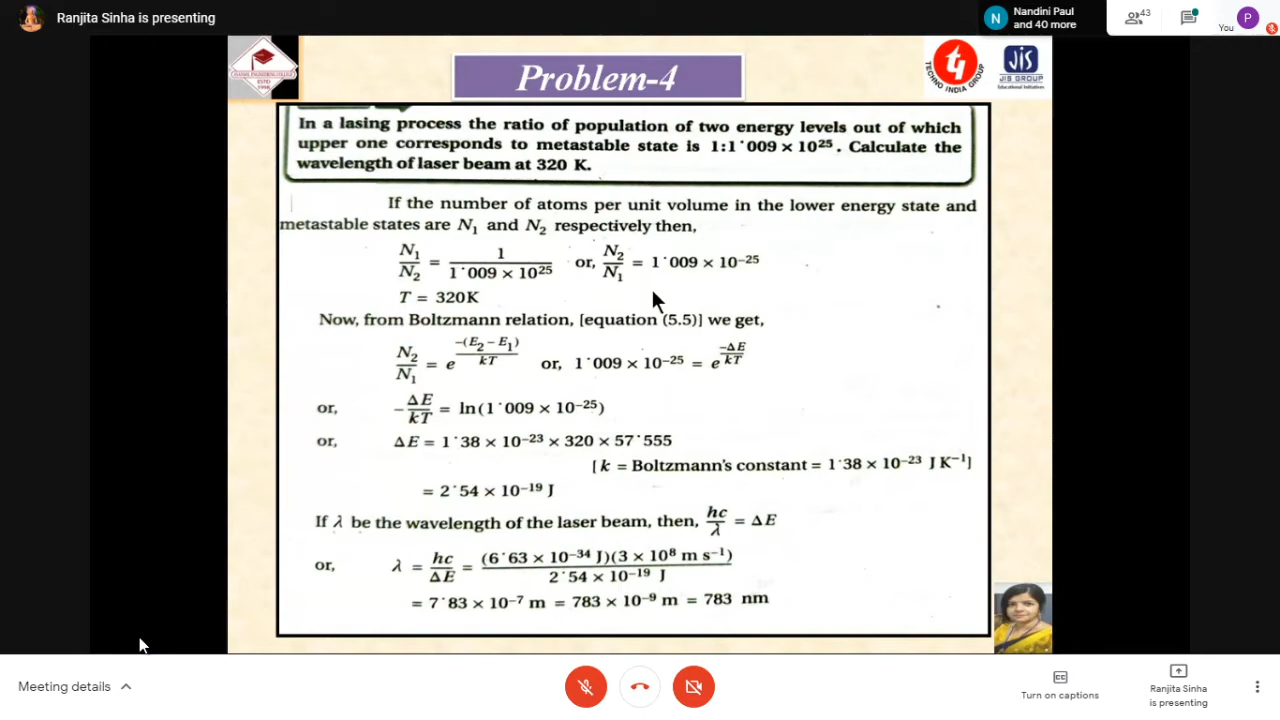 Ranjita Sinha is presenting
N
Nandini Paul
and 40 more
43
You
P
TECHNO INDIA GROUP
JIS
JIS GROUP
Educational Initiatives
Problem-4
In a lasing process the ratio of population of two energy levels out of which
upper one corresponds to metastable state is 1:1˙009 × 10²⁵. Calculate the
wavelength of laser beam at 320 K.
If the number of atoms per unit volume in the lower energy state and
metastable states are N₁ and N₂ respectively then,
N₁/N₂ = 1/(1˙009 × 10²⁵) or, N₂/N₁ = 1˙009 × 10⁻²⁵
T = 320K
Now, from Boltzmann relation, [equation (5.5)] we get,
N₂/N₁ = e^(-(E₂ – E₁)/kT) or, 1˙009 × 10⁻²⁵ = e^(-ΔE/kT)
or, -ΔE/kT = ln(1˙009 × 10⁻²⁵)
or, ΔE = 1˙38 × 10⁻²³ × 320 × 57˙555
[k = Boltzmann's constant = 1˙38 × 10⁻²³ J K⁻¹]
= 2˙54 × 10⁻¹⁹ J
If λ be the wavelength of the laser beam, then, hc/λ = ΔE
or, λ = hc/ΔE = (6˙63 × 10⁻³⁴ J)(3 × 10⁸ m s⁻¹)/(2˙54 × 10⁻¹⁹ J)
= 7˙83 × 10⁻⁷ m = 783 × 10⁻⁹ m = 783 nm
Meeting details
Turn on captions
Ranjita Sinha
is presenting